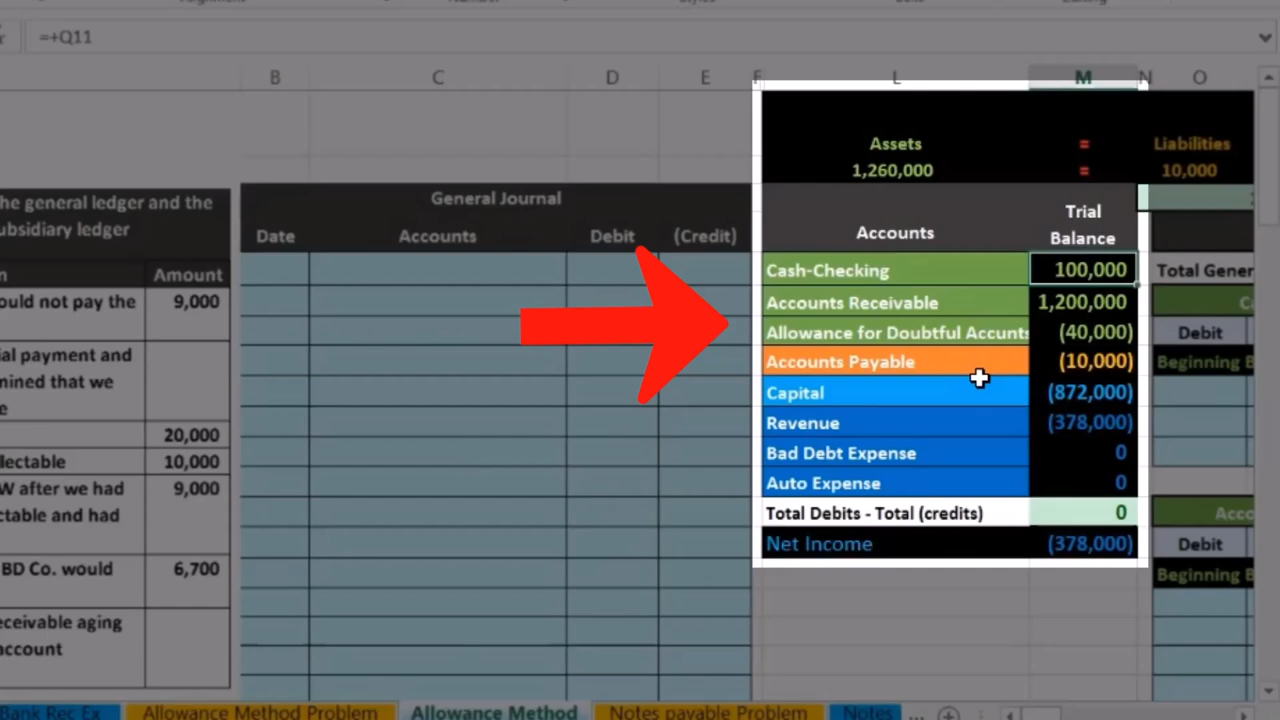 =+Q11
B C D E F L M N O
Assets = Liabilities
1,260,000 = 10,000
he general ledger and the
ubsidiary ledger
General Journal
Date Accounts Debit (Credit)
Accounts
Trial
Balance
n Amount
ould not pay the 9,000
ial payment and
mined that we
e
20,000
llectable 10,000
W after we had 9,000
ctable and had
BD Co. would 6,700
eceivable aging
account
Cash-Checking 100,000
Accounts Receivable 1,200,000
Allowance for Doubtful Accunts (40,000)
Accounts Payable (10,000)
Capital (872,000)
Revenue (378,000)
Bad Debt Expense 0
Auto Expense 0
Total Debits - Total (credits) 0
Net Income (378,000)
Total Gener
C
Debit
Beginning B
Acco
Debit
Beginning B
Bank Rec Ex Allowance Method Problem Allowance Method Notes payable Problem Notes ...